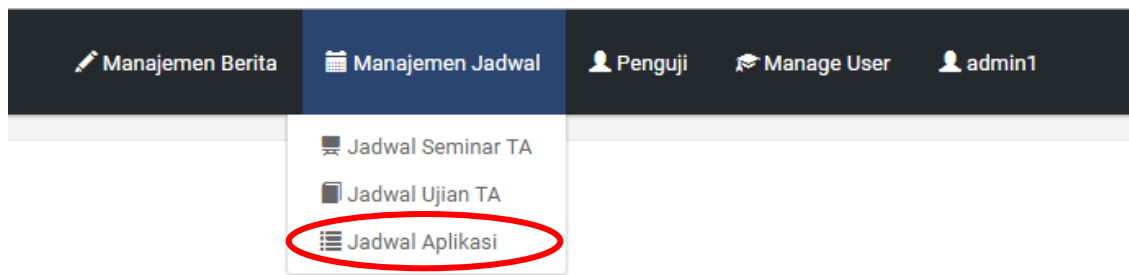 Manajemen Berita Manajemen Jadwal Penguji Manage User admin1
Jadwal Seminar TA
Jadwal Ujian TA
Jadwal Aplikasi